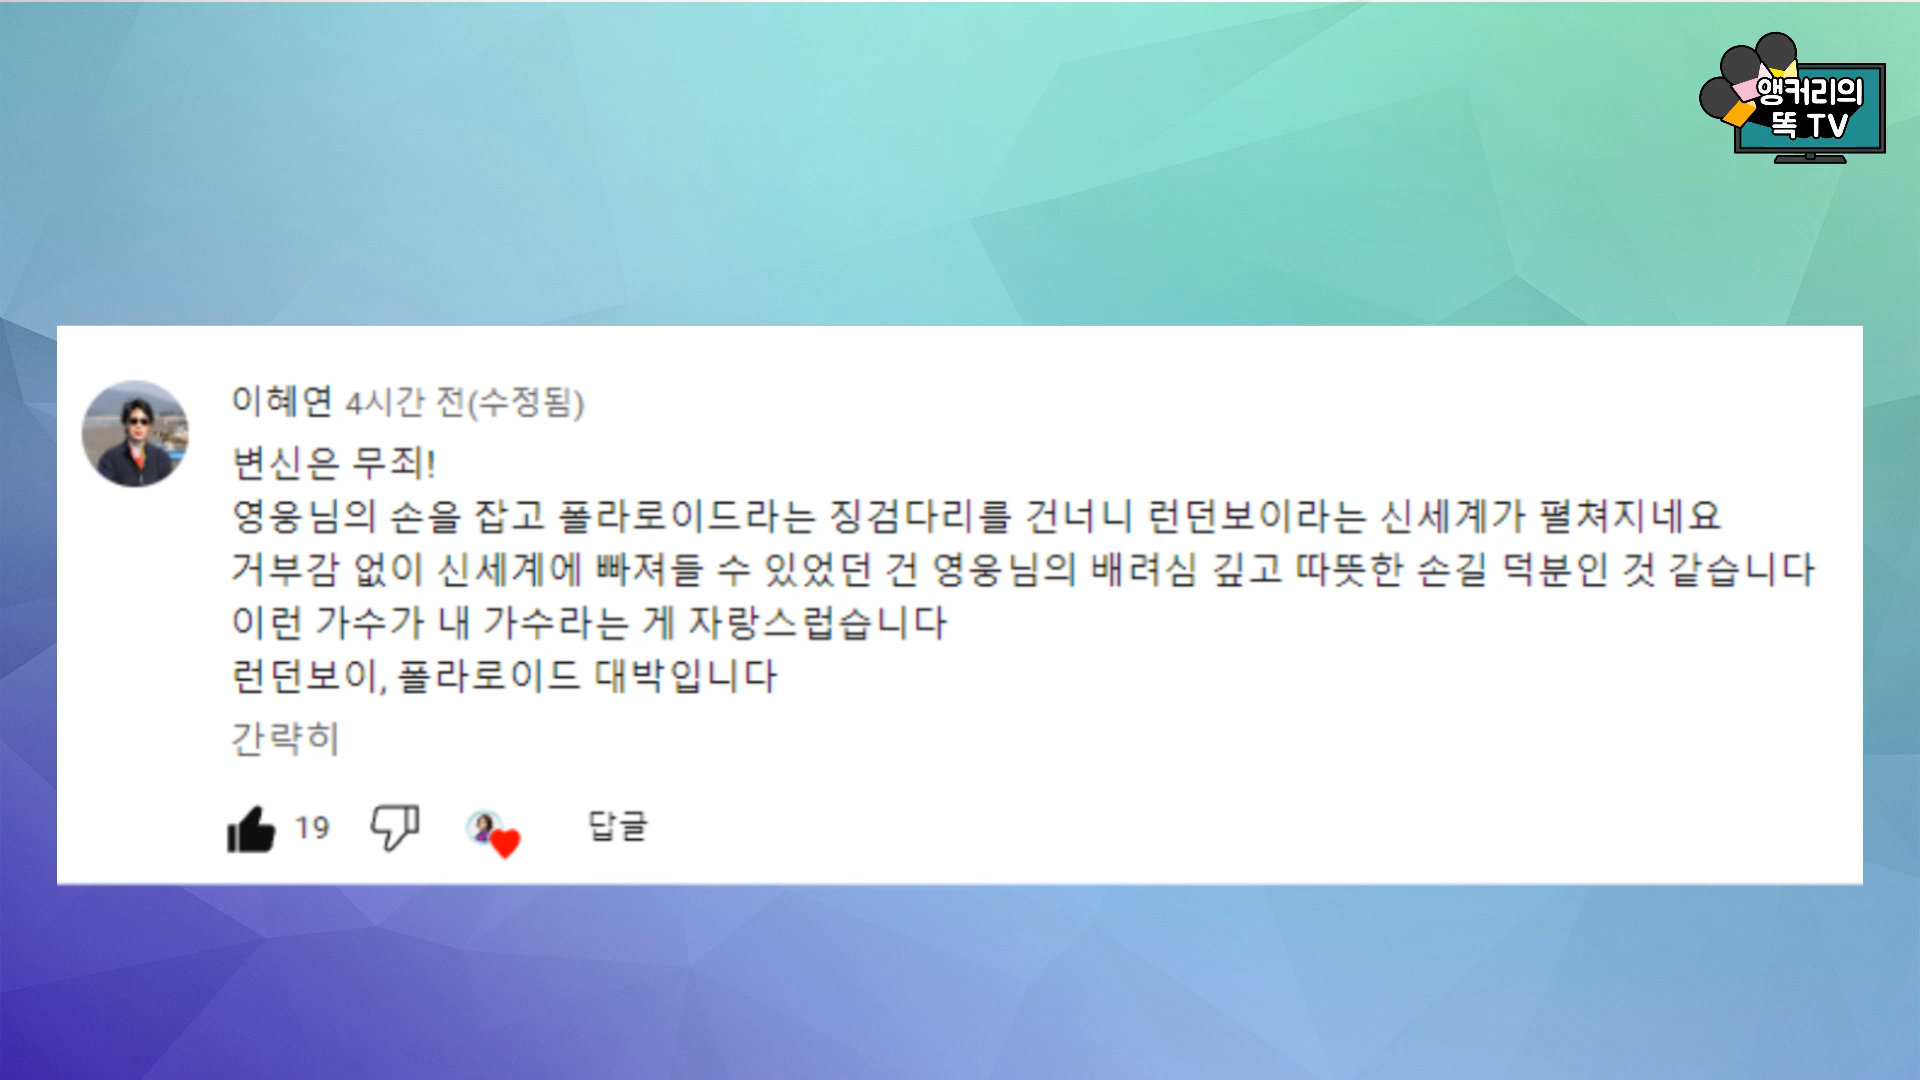 앵커리의
똑 TV
이혜연 4시간 전(수정됨)
변신은 무죄!
영웅님의 손을 잡고 폴라로이드라는 징검다리를 건너니 런던보이라는 신세계가 펼쳐지네요
거부감 없이 신세계에 빠져들 수 있었던 건 영웅님의 배려심 깊고 따뜻한 손길 덕분인 것 같습니다
이런 가수가 내 가수라는 게 자랑스럽습니다
런던보이, 폴라로이드 대박입니다
간략히
19
답글